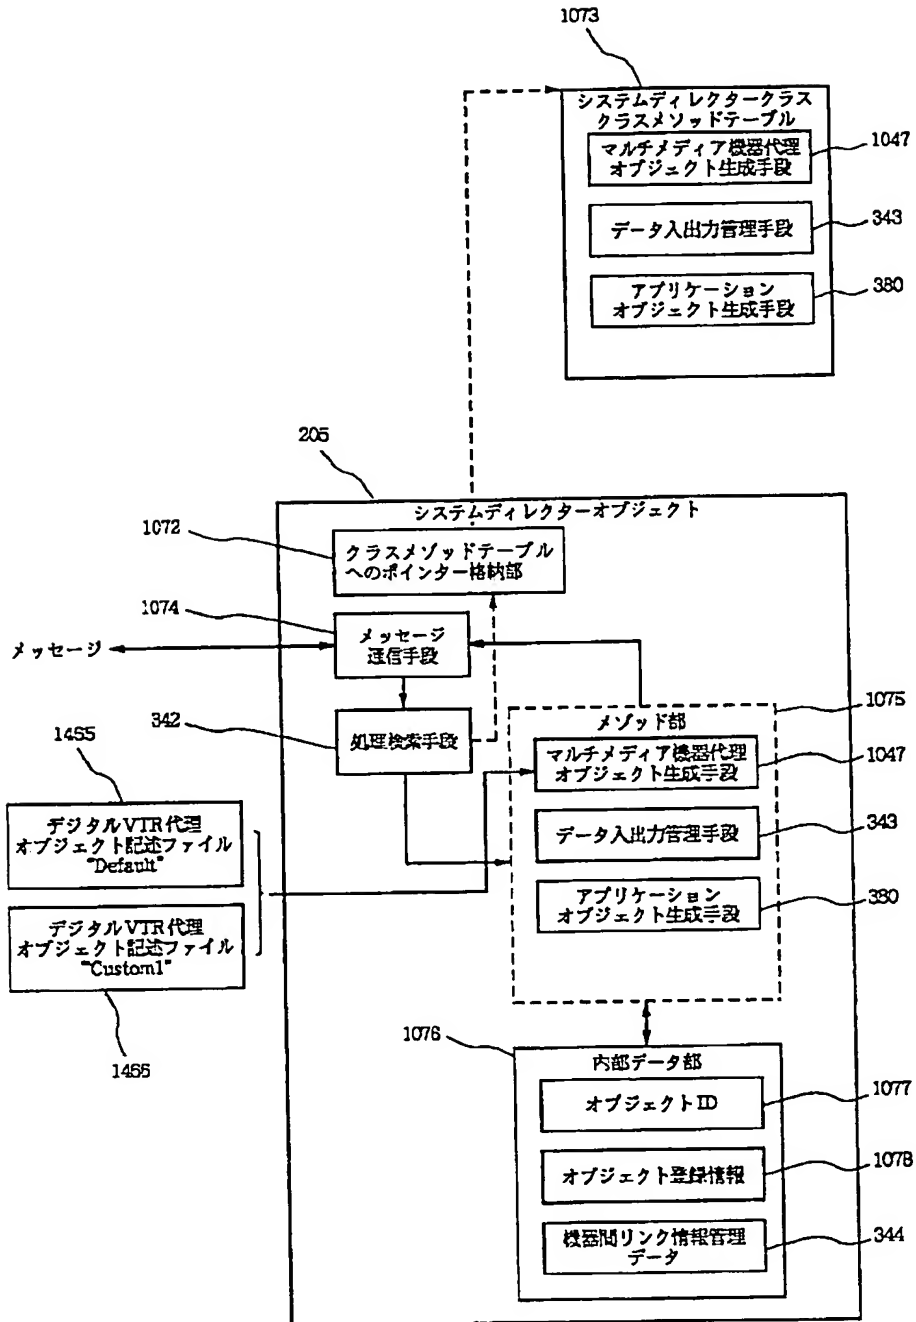 1073
システムディレクタークラス
クラスメソッドテーブル
マルチメディア機器代理
オブジェクト生成手段
1047
データ入出力管理手段
343
アプリケーション
オブジェクト生成手段
380
205
システムディレクターオブジェクト
1072
クラスメソッドテーブル
へのポインター格納部
1074
メッセージ
メッセージ
通信手段
342
処理検索手段
1075
メソッド部
マルチメディア機器代理
オブジェクト生成手段
1047
データ入出力管理手段
343
アプリケーション
オブジェクト生成手段
380
1455
デジタルVTR代理
オブジェクト記述ファイル
"Default"
デジタルVTR代理
オブジェクト記述ファイル
"Custom1"
1455
1076
内部データ部
オブジェクトID
1077
オブジェクト登録情報
1078
機器間リンク情報管理
データ
344